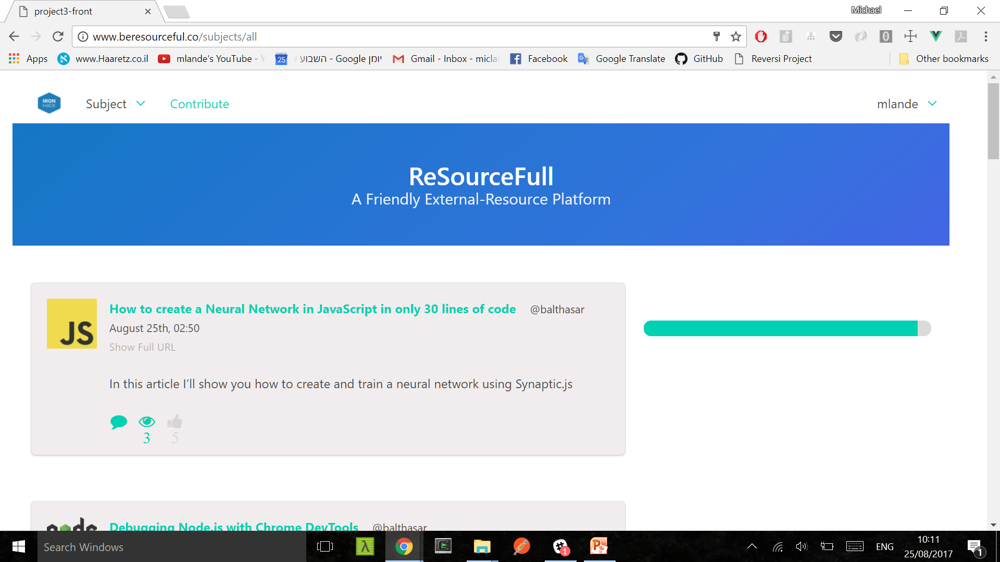 project3-front
Michael
www.beresourceful.co/subjects/all
Apps
www.Haaretz.co.il
mlande's YouTube -
25
יומן Google - השבוע
Gmail - Inbox - micla
Facebook
Google Translate
GitHub
Reversi Project
Other bookmarks
IRON
HACK
Subject
Contribute
mlande
ReSourceFull
A Friendly External-Resource Platform
JS
How to create a Neural Network in JavaScript in only 30 lines of code @balthasar
August 25th, 02:50
Show Full URL
In this article I’ll show you how to create and train a neural network using Synaptic.js
3
5
node
Debugging Node.js with Chrome DevTools @balthasar
Search Windows
1
ENG
10:11
25/08/2017
1